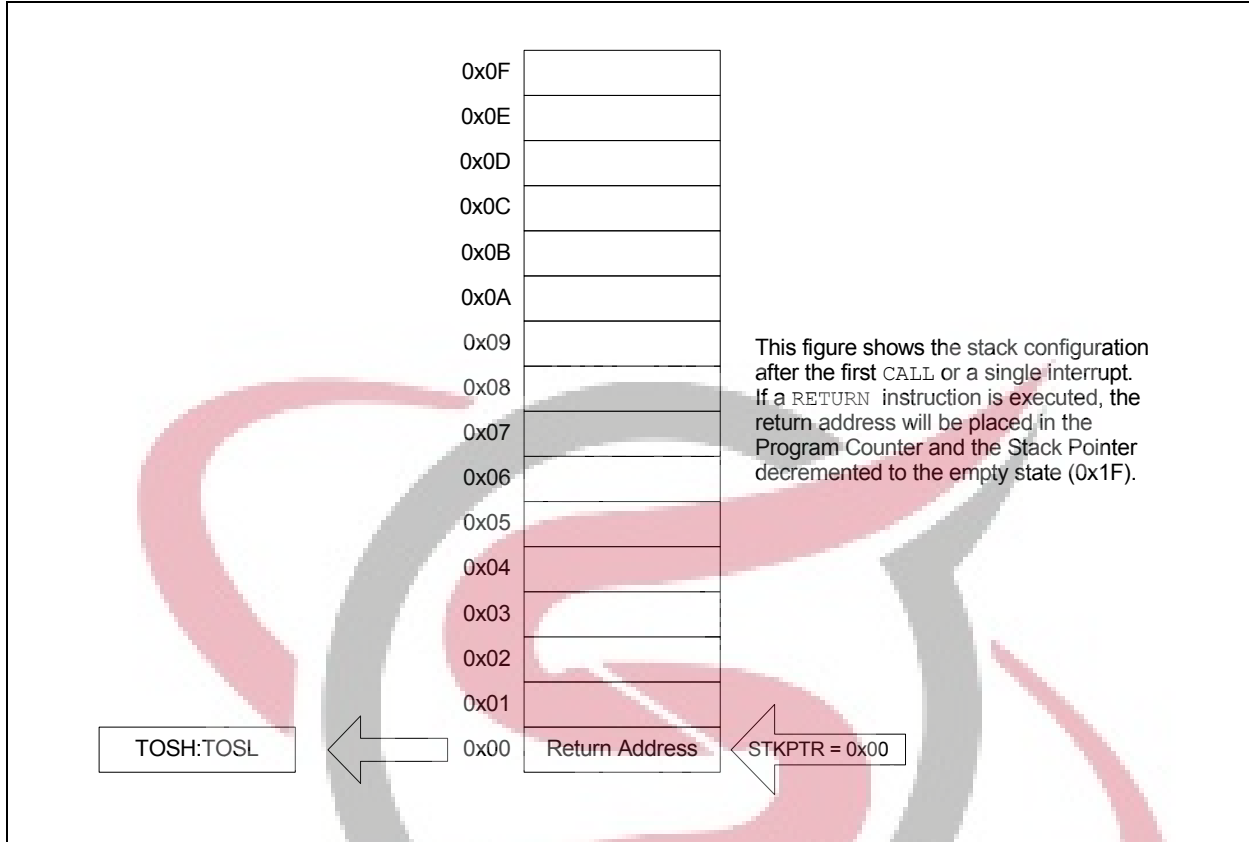 0x0F
0x0E
0x0D
0x0C
0x0B
0x0A
0x09
0x08
0x07
0x06
0x05
0x04
0x03
0x02
0x01
0x00
This figure shows the stack configuration
after the first CALL or a single interrupt.
If a RETURN instruction is executed, the
return address will be placed in the
Program Counter and the Stack Pointer
decremented to the empty state (0x1F).
TOSH:TOSL
Return Address
STKPTR = 0x00